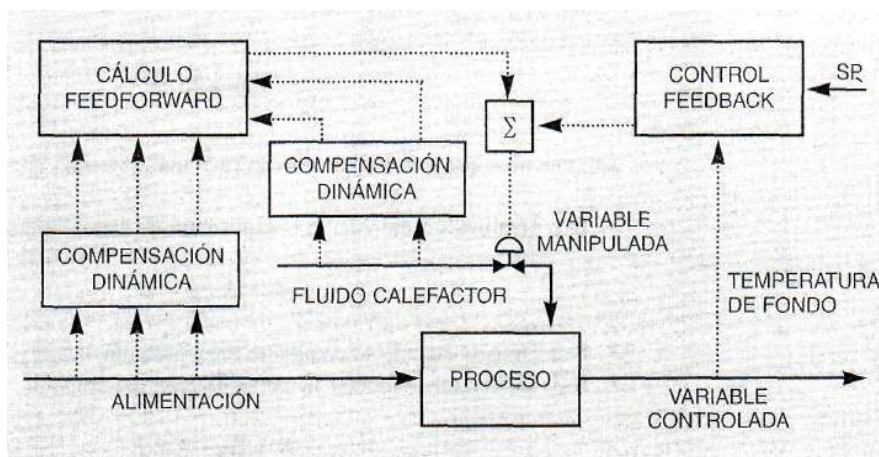 CÁLCULO
FEEDFORWARD
CONTROL
FEEDBACK
SP
Σ
COMPENSACIÓN
DINÁMICA
VARIABLE
MANIPULADA
COMPENSACIÓN
DINÁMICA
FLUIDO CALEFACTOR
TEMPERATURA
DE FONDO
PROCESO
ALIMENTACIÓN
VARIABLE
CONTROLADA